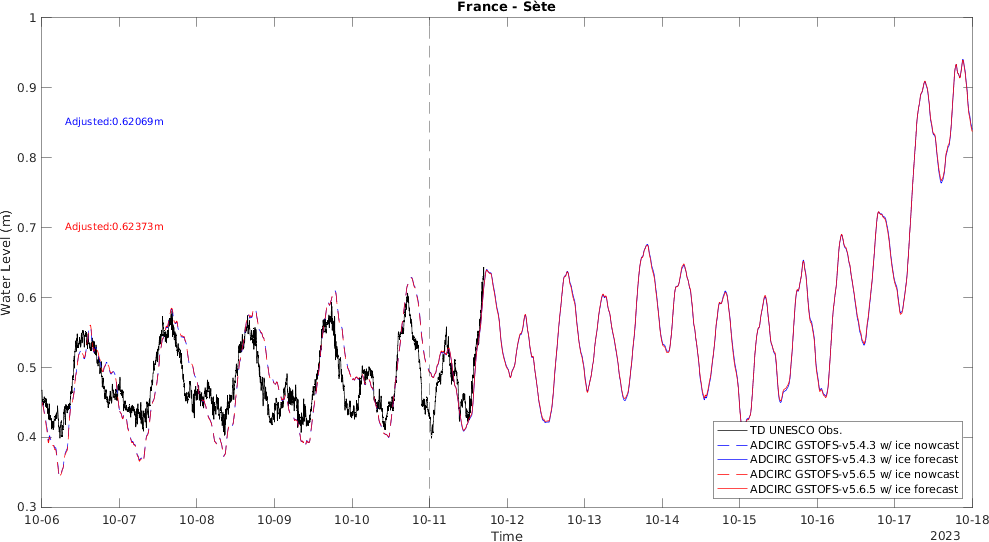 France - Sète
1
0.9
0.8
0.7
0.6
0.5
0.4
0.3
Water Level (m)
Adjusted:0.62069m
Adjusted:0.62373m
TD UNESCO Obs.
ADCIRC GSTOFS-v5.4.3 w/ ice nowcast
ADCIRC GSTOFS-v5.4.3 w/ ice forecast
ADCIRC GSTOFS-v5.6.5 w/ ice nowcast
ADCIRC GSTOFS-v5.6.5 w/ ice forecast
10-06 10-07 10-08 10-09 10-10 10-11 10-12 10-13 10-14 10-15 10-16 10-17 10-18
Time
2023